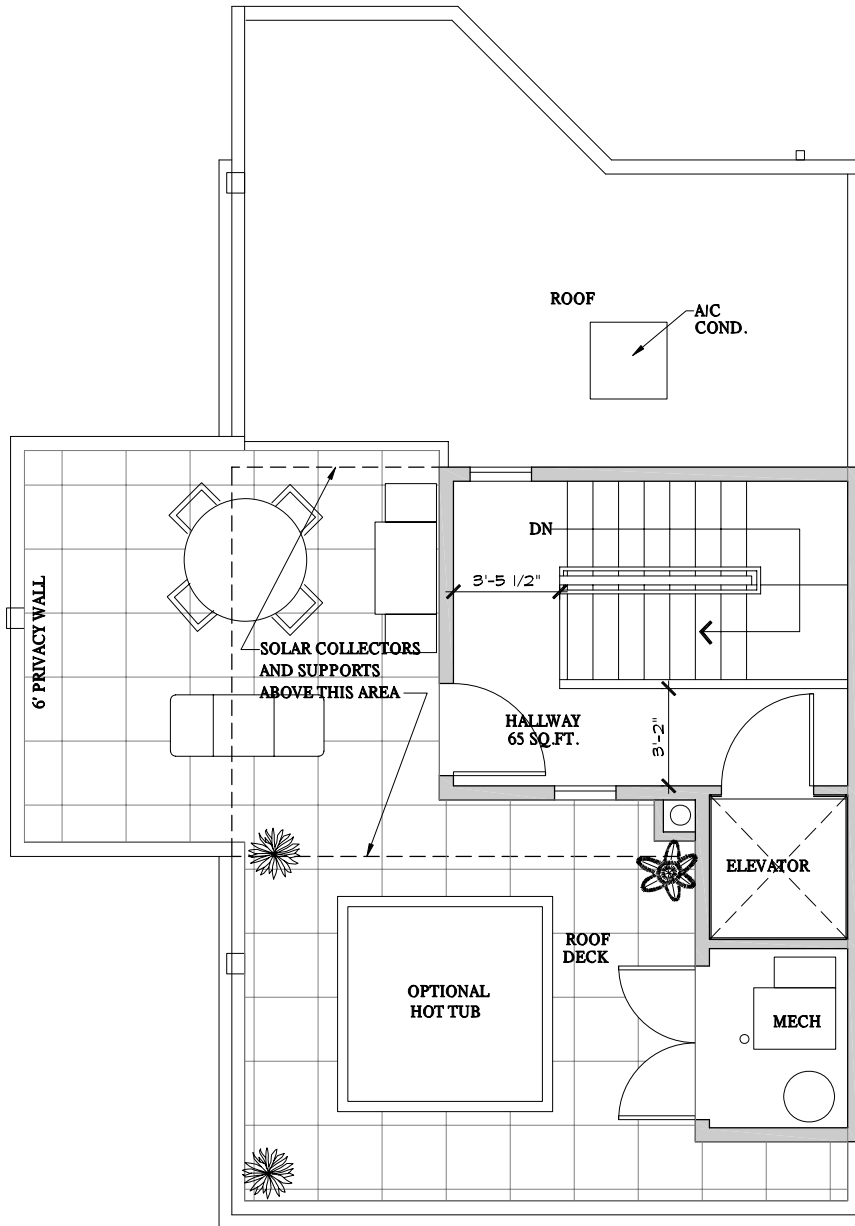 ROOF
A/C
COND.
DN
3'-5 1/2"
6' PRIVACY WALL
SOLAR COLLECTORS
AND SUPPORTS
ABOVE THIS AREA
HALLWAY
65 SQ.FT.
3'-2"
ELEVATOR
ROOF
DECK
OPTIONAL
HOT TUB
MECH